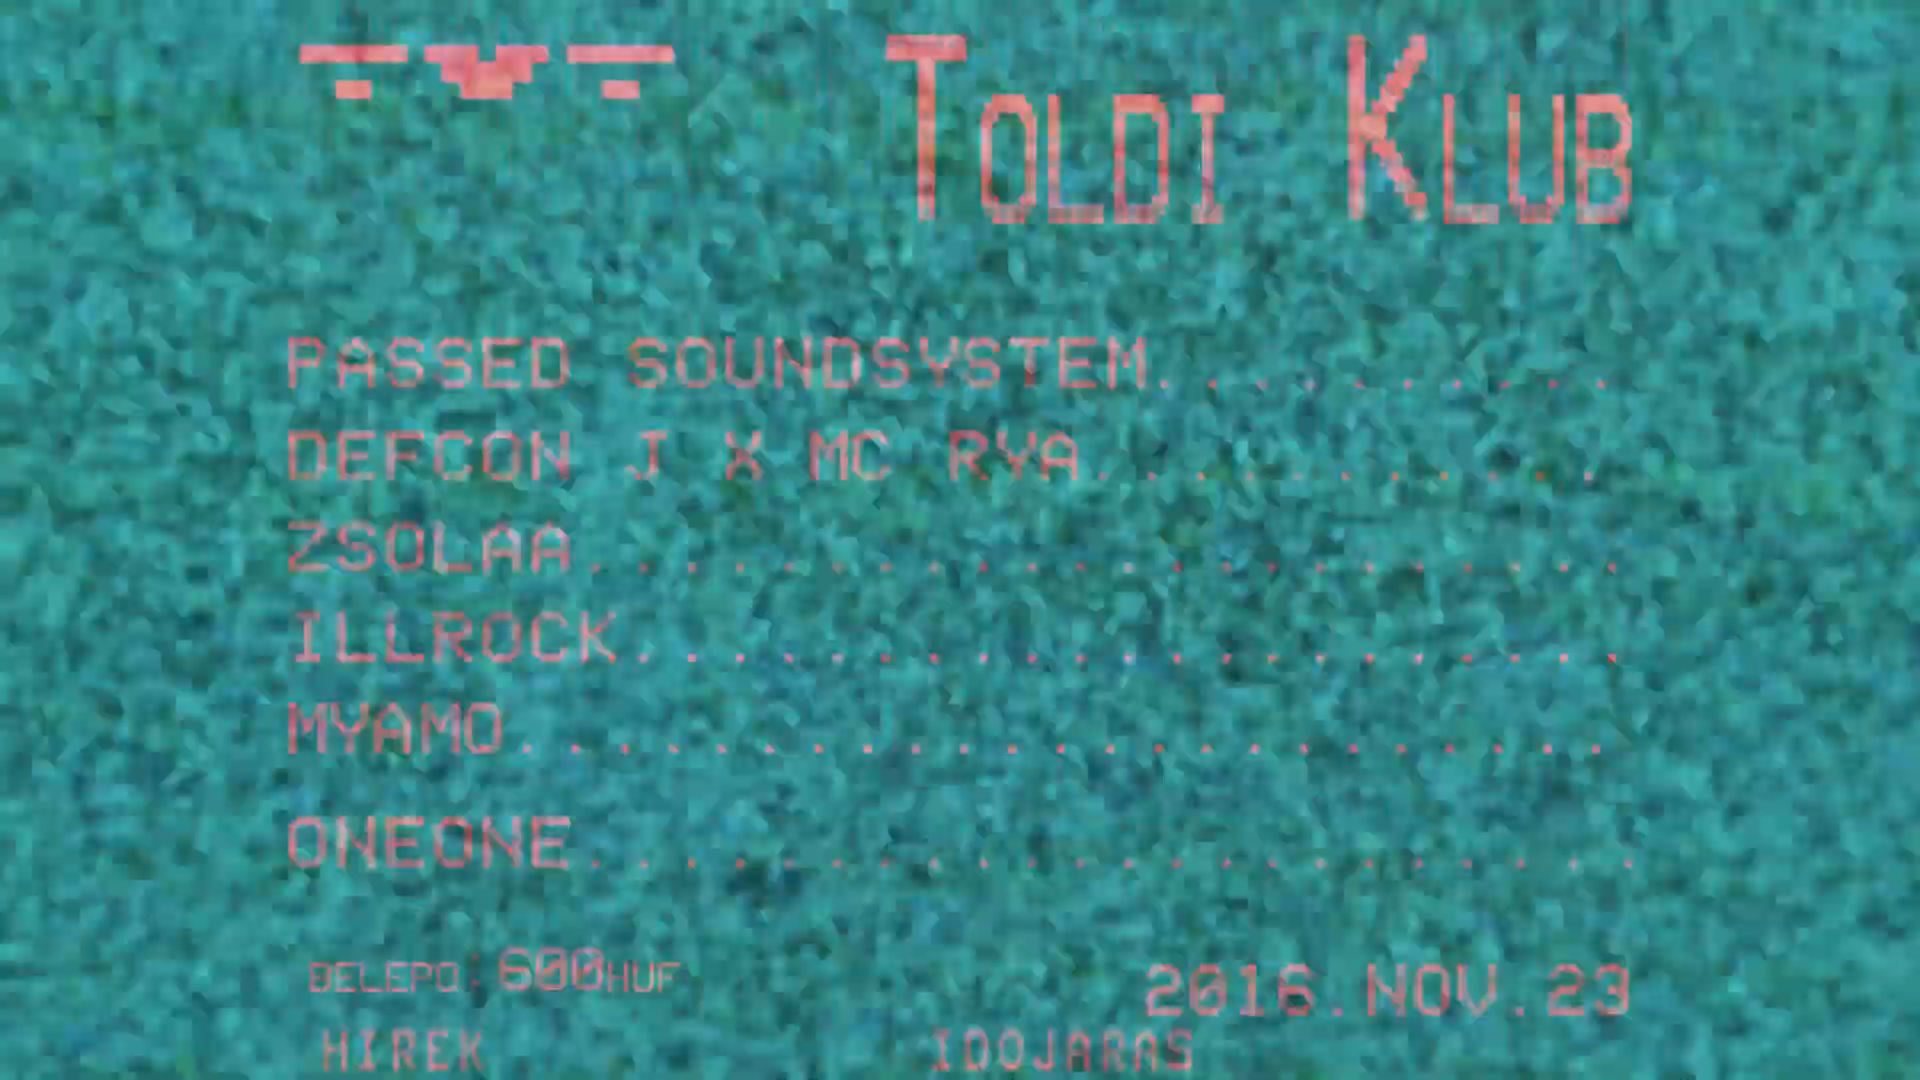 TOLDI KLUB
PASSED SOUNDSYSTEM..........
DEFCON J X MC RYA...........
ZSOLAA......................
ILLROCK.....................
MYAMO.......................
ONEONE......................
BELEPO: 600HUF
2016.NOV.23
HIREK IDOJARAS